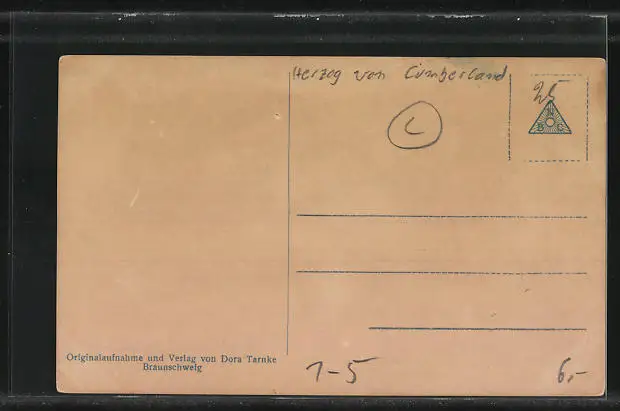 Herzog von Cumberland
25
N
B C
L
Originalaufnahme und Verlag von Dora Tarnke
Braunschweig
1-5
6,-